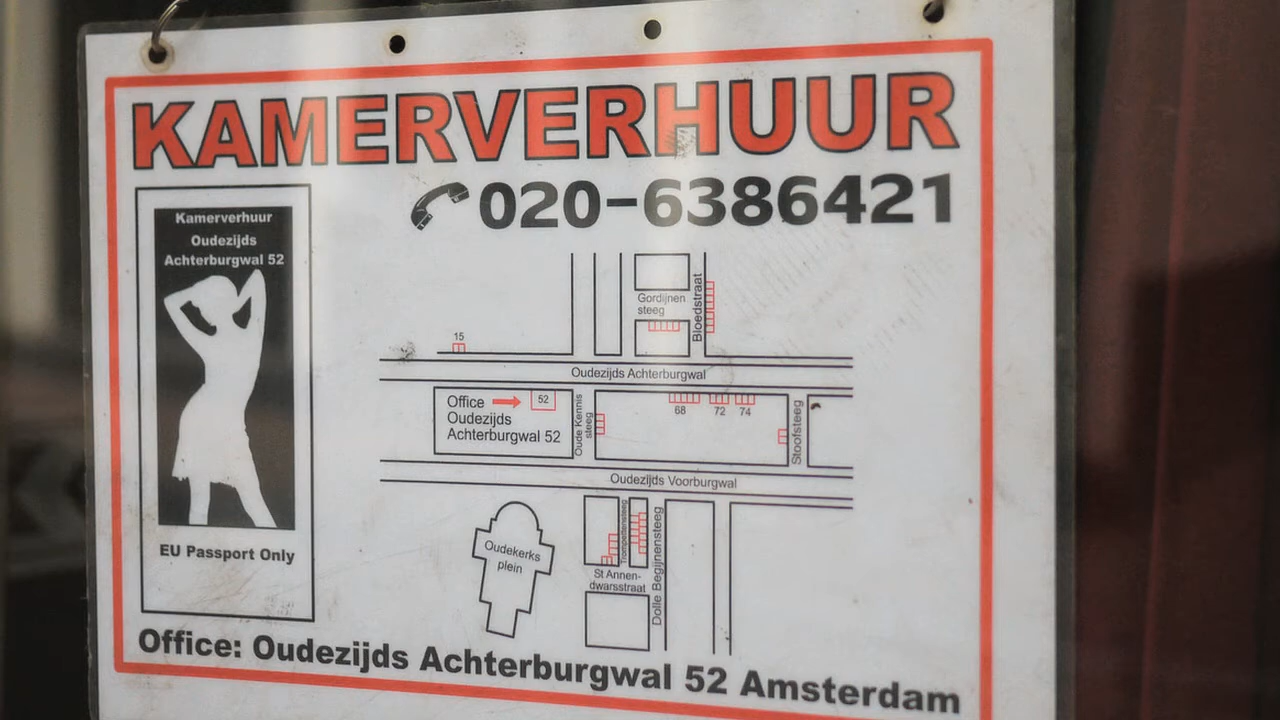 KAMERVERHUUR
020-6386421
Kamerverhuur
Oudezijds
Achterburgwal 52
EU Passport Only
Gordijnen
steeg
Bloedstraat
15
Oudezijds Achterburgwal
Office
52
Oudezijds
Achterburgwal 52
Oude Kennis
steeg
68
72
74
Stoofsteeg
Oudezijds Voorburgwal
Oudekerks
plein
Trompettersteeg
St Annen-
dwarsstraat
Dolle Begijnensteeg
Office: Oudezijds Achterburgwal 52 Amsterdam